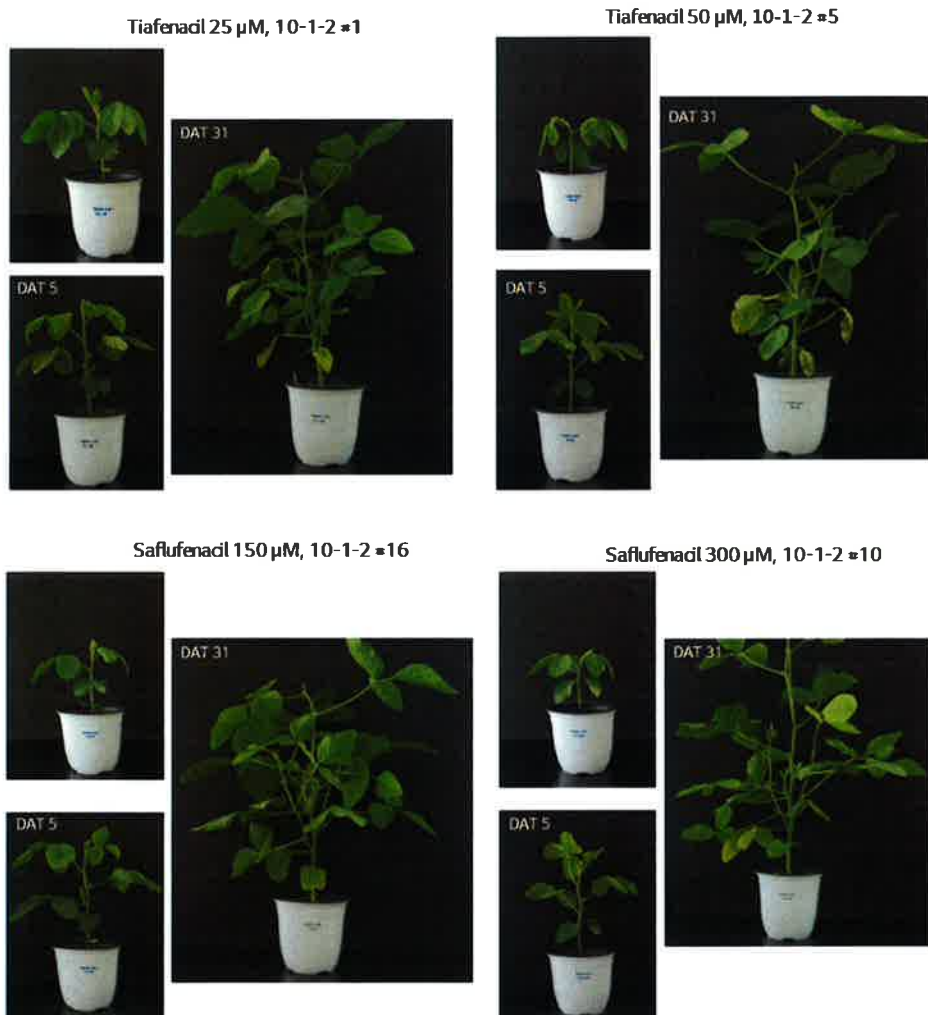 Tiafenacil 25 μM, 10-1-2 #1
DAT 31
DAT 5
Tiafenacil 50 μM, 10-1-2 #5
DAT 31
DAT 5
Saflufenacil 150 μM, 10-1-2 #16
DAT 31
DAT 5
Saflufenacil 300 μM, 10-1-2 #10
DAT 31
DAT 5